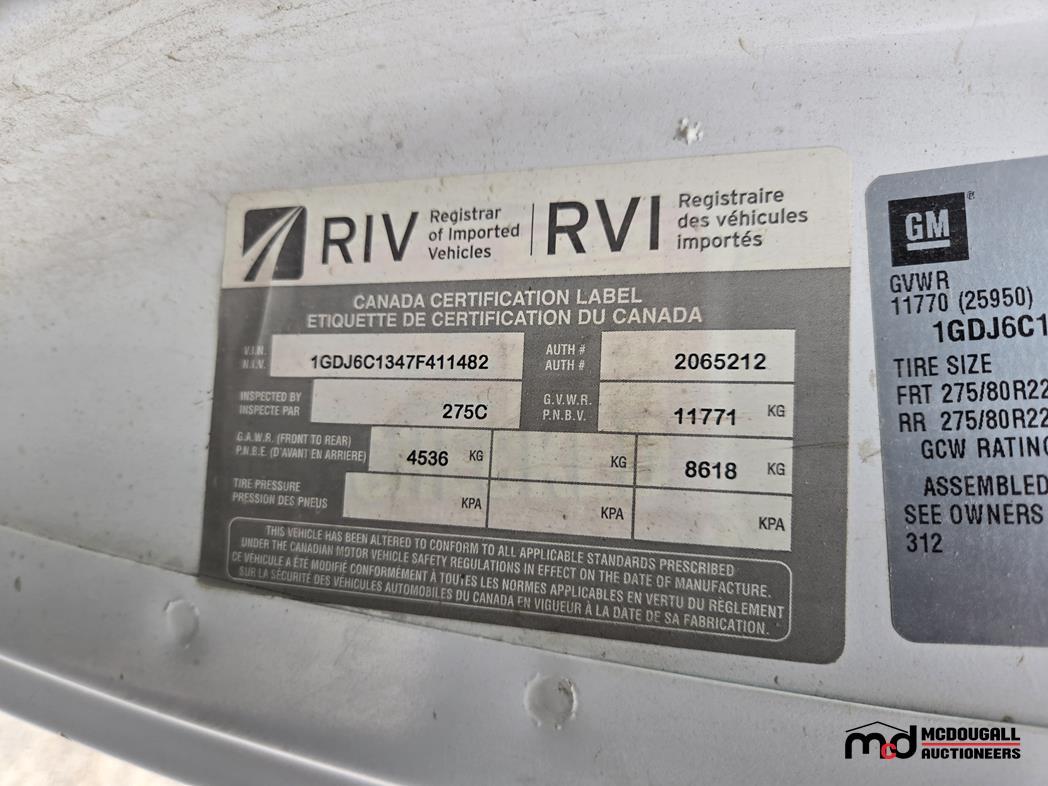 RIV Registrar of Imported Vehicles | RVI Registraire des véhicules importés
CANADA CERTIFICATION LABEL
ETIQUETTE DE CERTIFICATION DU CANADA
V.I.N. N.I.V. 1GDJ6C1347F411482 AUTH # AUTH # 2065212
INSPECTED BY INSPECTE PAR 275C G.V.W.R. P.N.B.V. 11771 KG
G.A.W.R. (FRONT TO REAR) P.N.B.E. (D'AVANT EN ARRIERE) 4536 KG KG 8618 KG
TIRE PRESSURE PRESSION DES PNEUS KPA KPA KPA
THIS VEHICLE HAS BEEN ALTERED TO CONFORM TO ALL APPLICABLE STANDARDS PRESCRIBED
UNDER THE CANADIAN MOTOR VEHICLE SAFETY REGULATIONS IN EFFECT ON THE DATE OF MANUFACTURE.
CE VÉHICULE A ÉTÉ MODIFIÉ CONFORMÉMENT À TOUTES LES NORMES APPLICABLES EN VERTU DU RÈGLEMENT
SUR LA SÉCURITÉ DES VÉHICULES AUTOMOBILES DU CANADA EN VIGUEUR À LA DATE DE SA FABRICATION.
GM®
GVWR
11770 (25950)
1GDJ6C1
TIRE SIZE
FRT 275/80R22
RR 275/80R22
GCW RATING
ASSEMBLED
SEE OWNERS
312
mcd MCDOUGALL
AUCTIONEERS